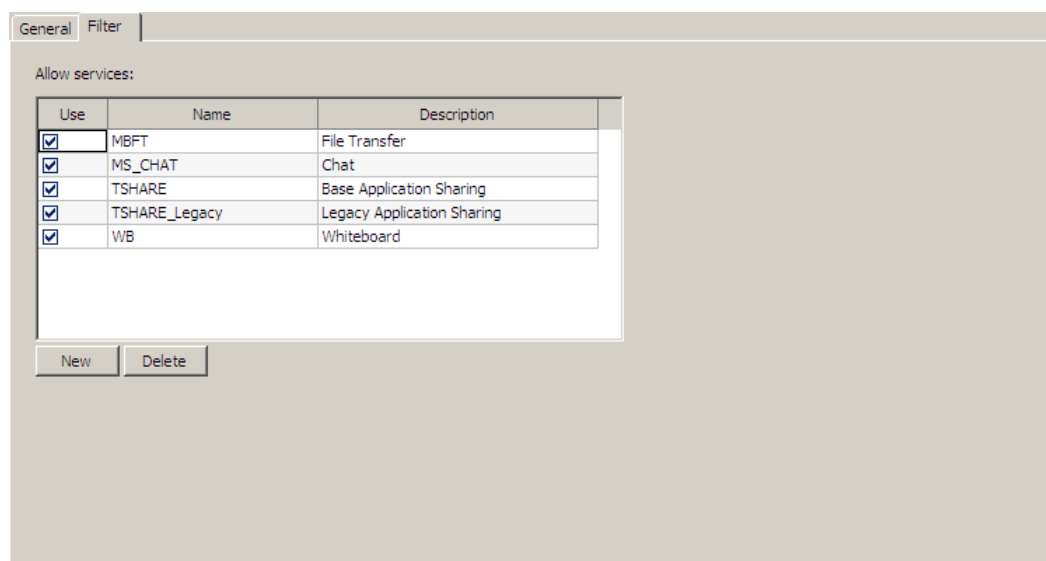 General Filter
Allow services:
Use Name Description
MBFT File Transfer
MS_CHAT Chat
TSHARE Base Application Sharing
TSHARE_Legacy Legacy Application Sharing
WB Whiteboard
New Delete